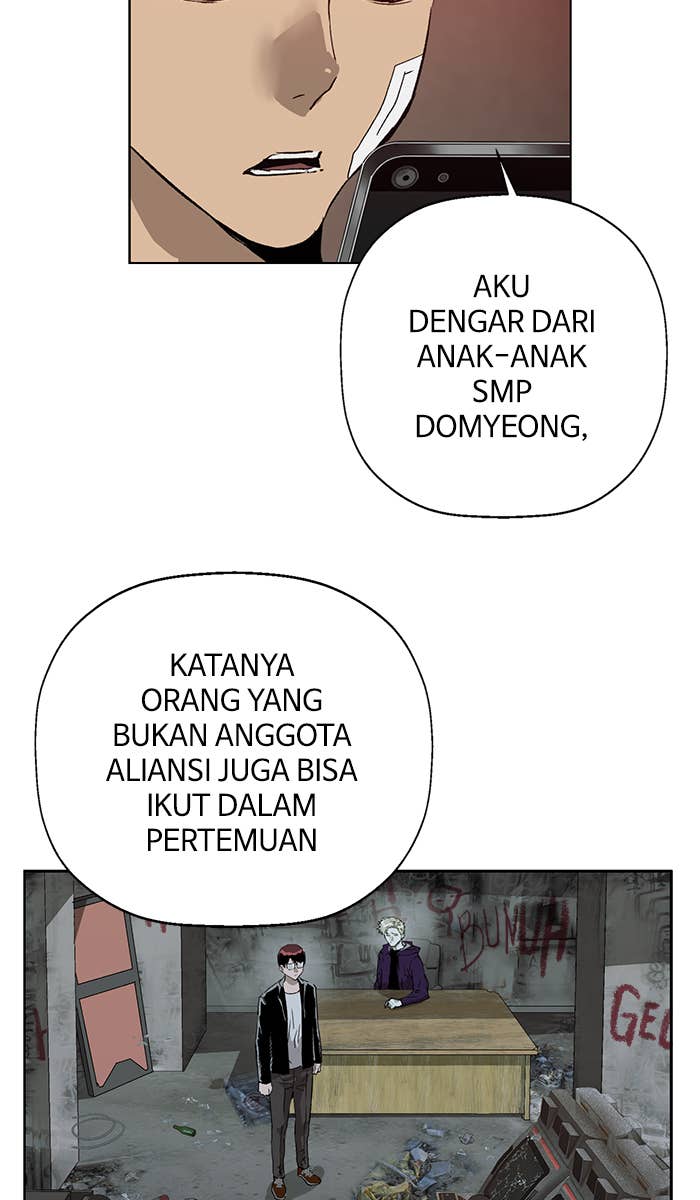 AKU
DENGAR DARI
ANAK-ANAK
SMP
DOMYEONG,
KATANYA
ORANG YANG
BUKAN ANGGOTA
ALIANSI JUGA BISA
IKUT DALAM
PERTEMUAN
BUNUH